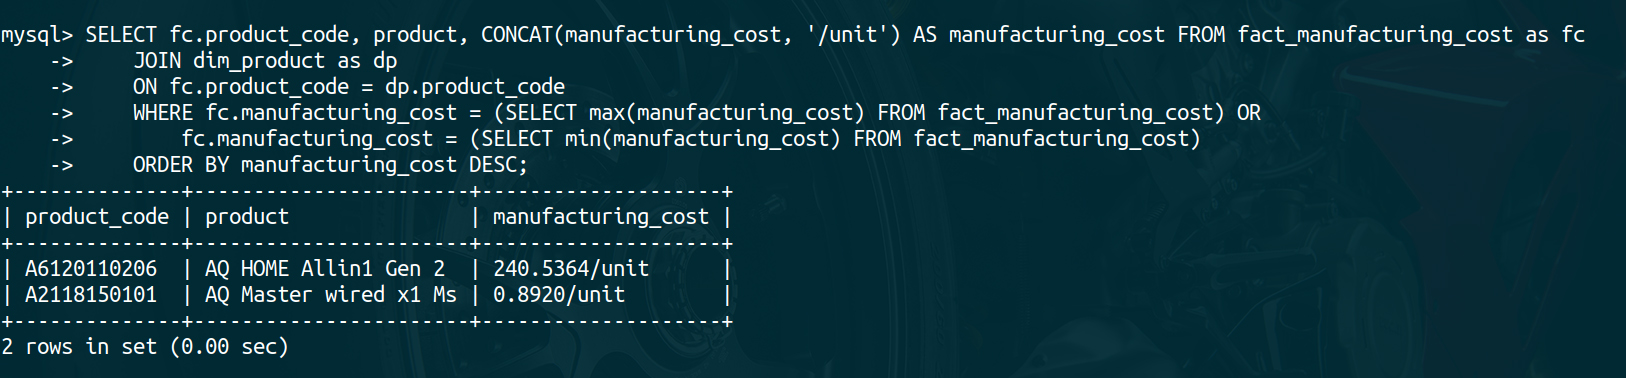 mysql> SELECT fc.product_code, product, CONCAT(manufacturing_cost, '/unit') AS manufacturing_cost FROM fact_manufacturing_cost as fc
    ->     JOIN dim_product as dp
    ->     ON fc.product_code = dp.product_code
    ->     WHERE fc.manufacturing_cost = (SELECT max(manufacturing_cost) FROM fact_manufacturing_cost) OR
    ->         fc.manufacturing_cost = (SELECT min(manufacturing_cost) FROM fact_manufacturing_cost)
    ->     ORDER BY manufacturing_cost DESC;
+--------------+-----------------------+--------------------+
| product_code | product               | manufacturing_cost |
+--------------+-----------------------+--------------------+
| A6120110206  | AQ HOME Allin1 Gen 2  | 240.5364/unit      |
| A2118150101  | AQ Master wired x1 Ms | 0.8920/unit        |
+--------------+-----------------------+--------------------+
2 rows in set (0.00 sec)